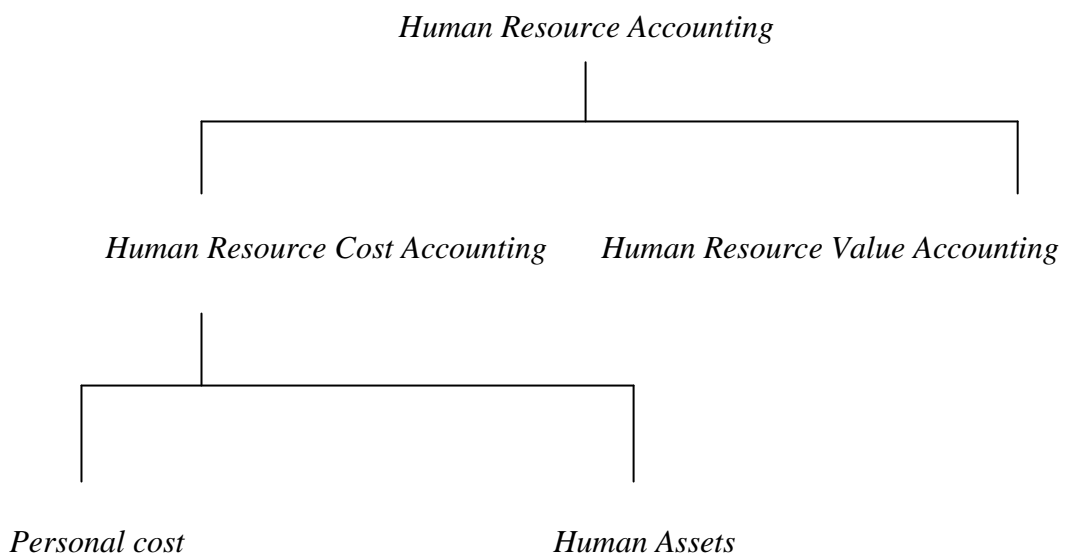 Human Resource Accounting
Human Resource Cost Accounting Human Resource Value Accounting
Personal cost Human Assets